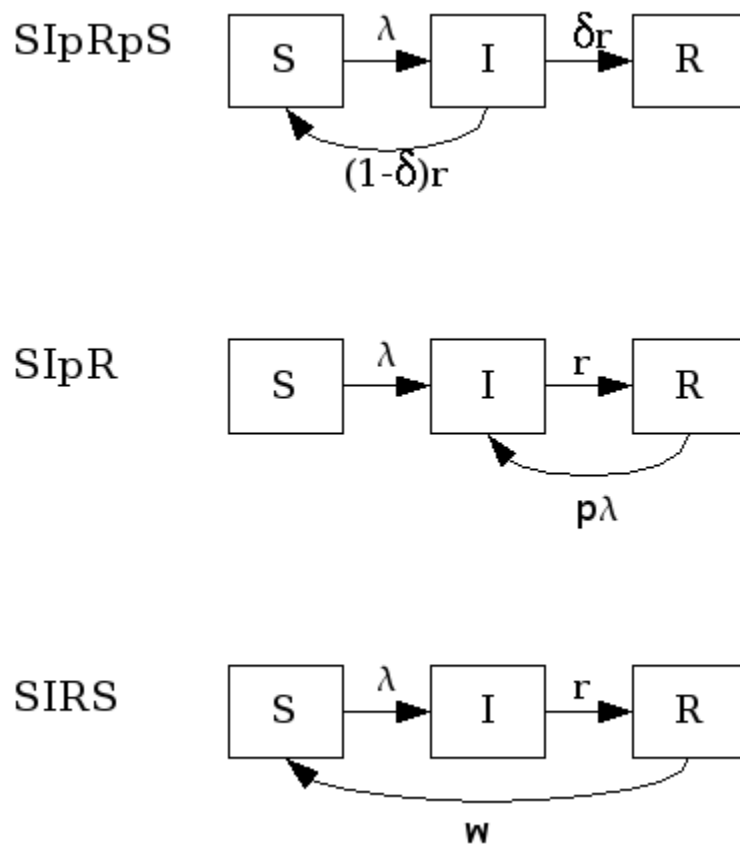 SIpRpS
S λ I δr R
(1-δ)r
SIpR
S λ I r R
pλ
SIRS
S λ I r R
w